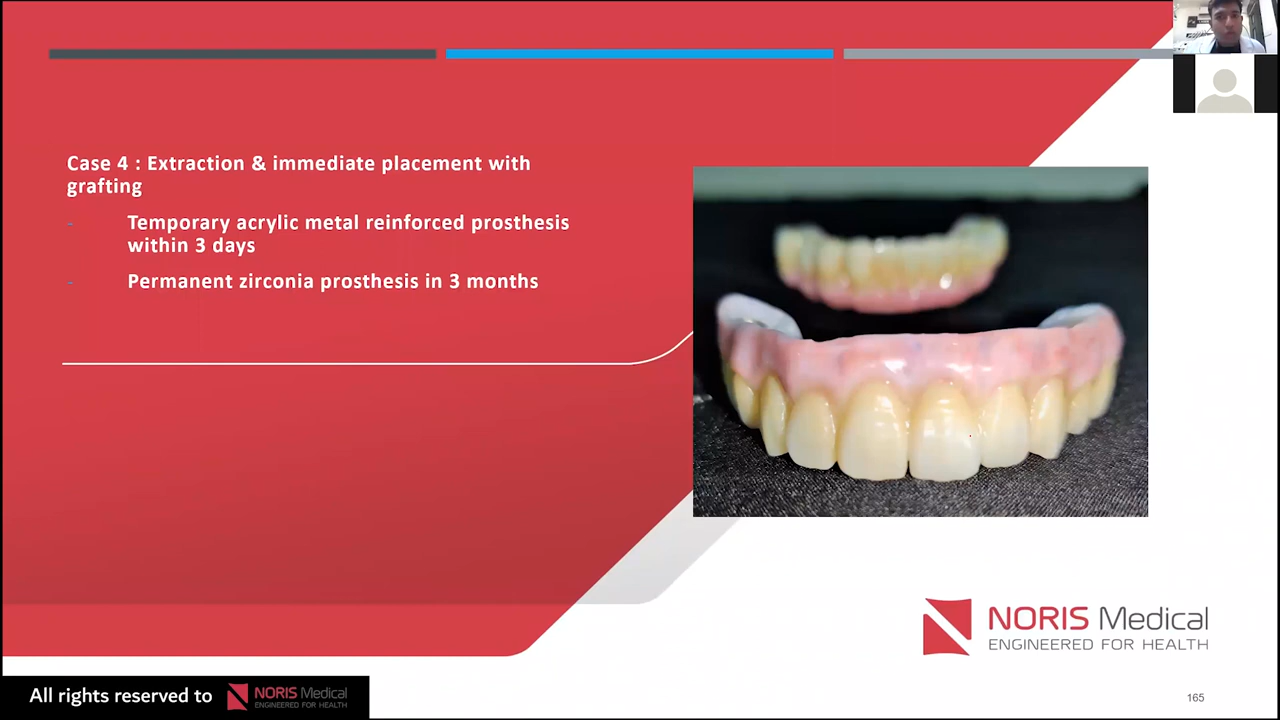 Case 4 : Extraction & immediate placement with
grafting
- Temporary acrylic metal reinforced prosthesis
within 3 days
- Permanent zirconia prosthesis in 3 months
NORIS Medical
ENGINEERED FOR HEALTH
All rights reserved to NORIS Medical
ENGINEERED FOR HEALTH
165